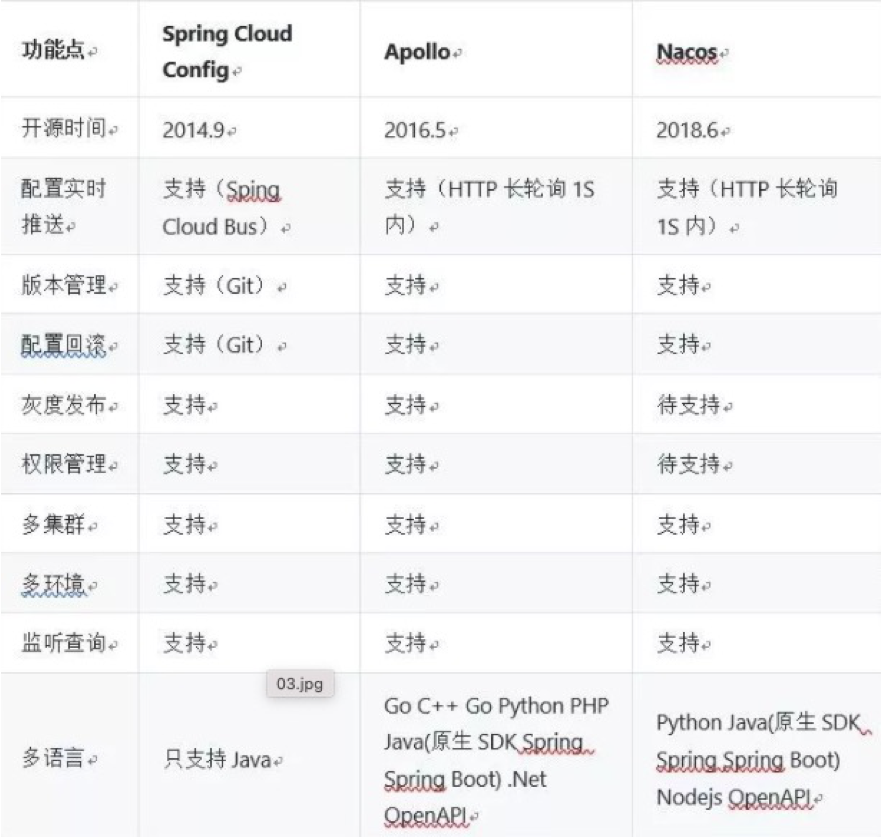 功能点
Spring Cloud
Config
Apollo
Nacos
开源时间
2014.9
2016.5
2018.6
配置实时
推送
支持（Sping
Cloud Bus）
支持（HTTP 长轮询 1S
内）
支持（HTTP 长轮询
1S 内）
版本管理
支持（Git）
支持
支持
配置回滚
支持（Git）
支持
支持
灰度发布
支持
支持
待支持
权限管理
支持
支持
待支持
多集群
支持
支持
支持
多环境
支持
支持
支持
监听查询
支持
支持
支持
03.jpg
多语言
只支持 Java
Go C++ Go Python PHP
Java(原生 SDK Spring
Spring Boot) .Net
OpenAPI
Python Java(原生 SDK
Spring Spring Boot)
Nodejs OpenAPI